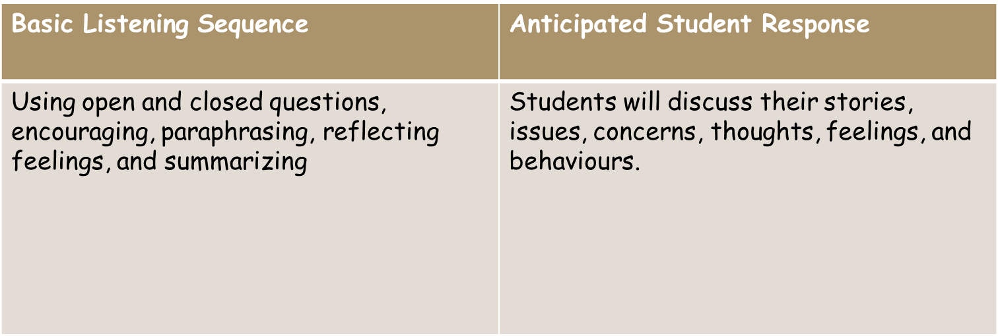 Basic Listening Sequence
Anticipated Student Response
Using open and closed questions,
encouraging, paraphrasing, reflecting
feelings, and summarizing
Students will discuss their stories,
issues, concerns, thoughts, feelings, and
behaviours.